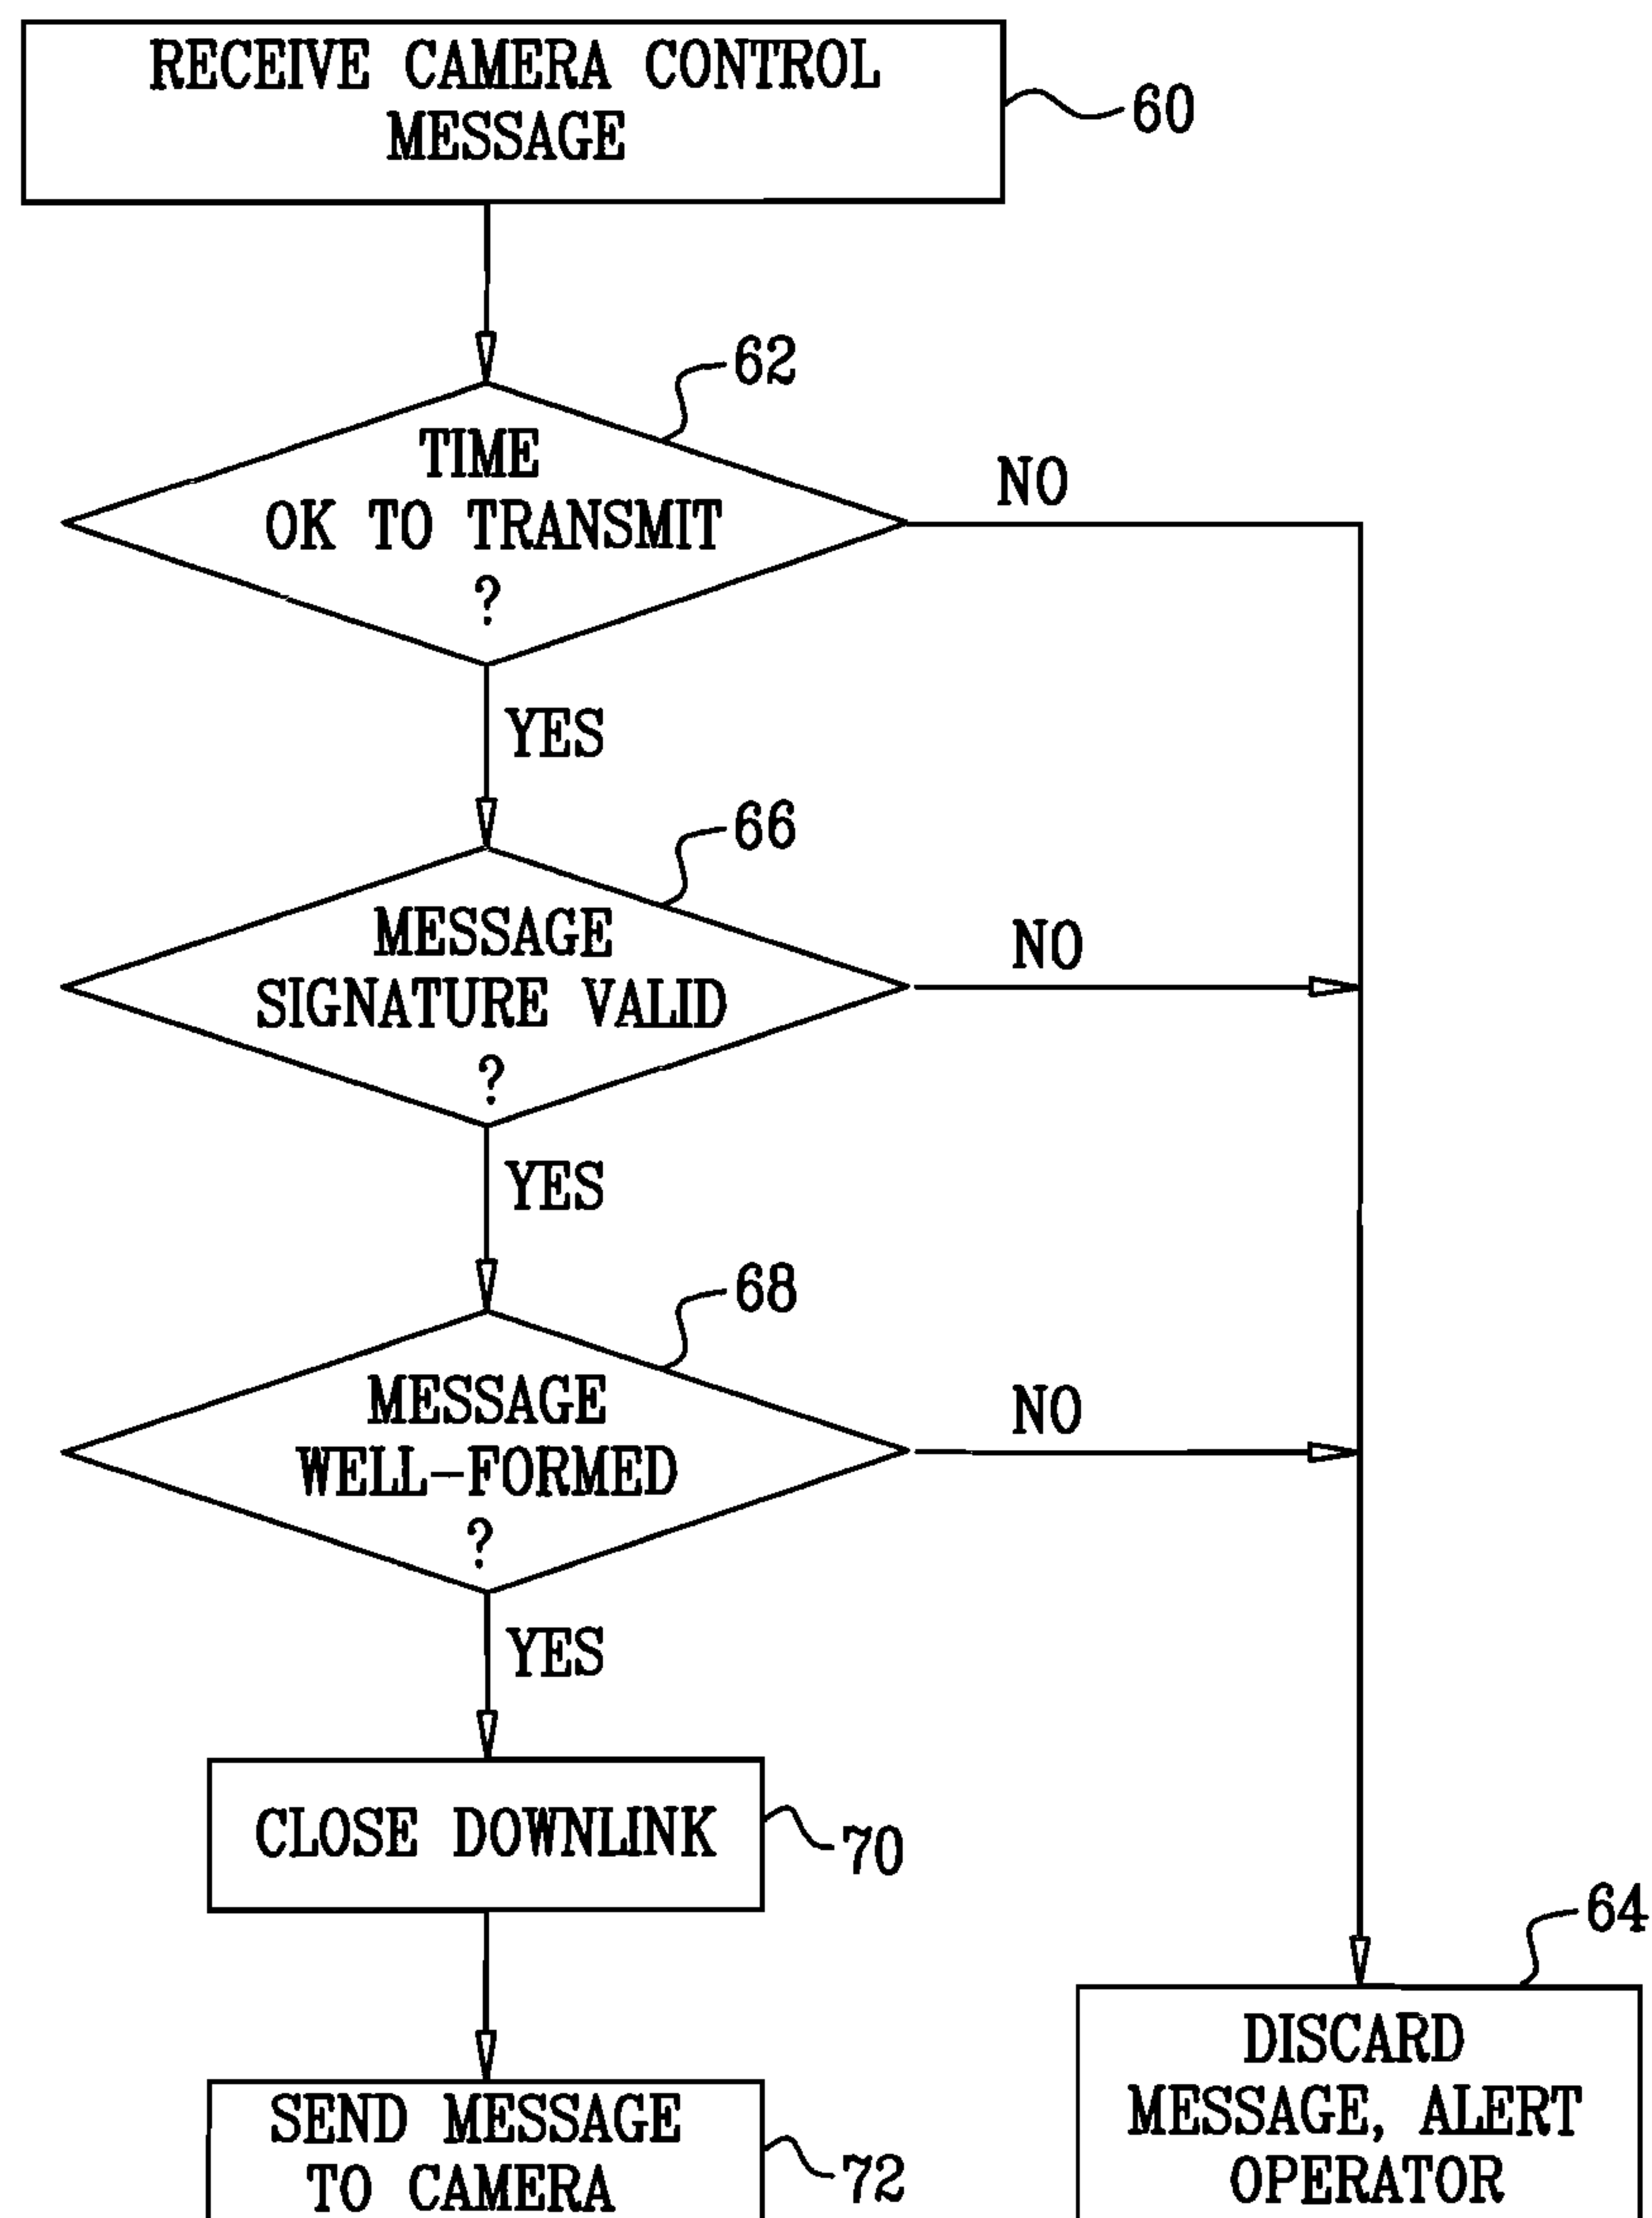 RECEIVE CAMERA CONTROL
MESSAGE
60
62
TIME
OK TO TRANSMIT
?
NO
YES
66
MESSAGE
SIGNATURE VALID
?
NO
YES
68
MESSAGE
WELL-FORMED
?
NO
YES
CLOSE DOWNLINK
70
64
DISCARD
MESSAGE, ALERT
OPERATOR
SEND MESSAGE
TO CAMERA
72